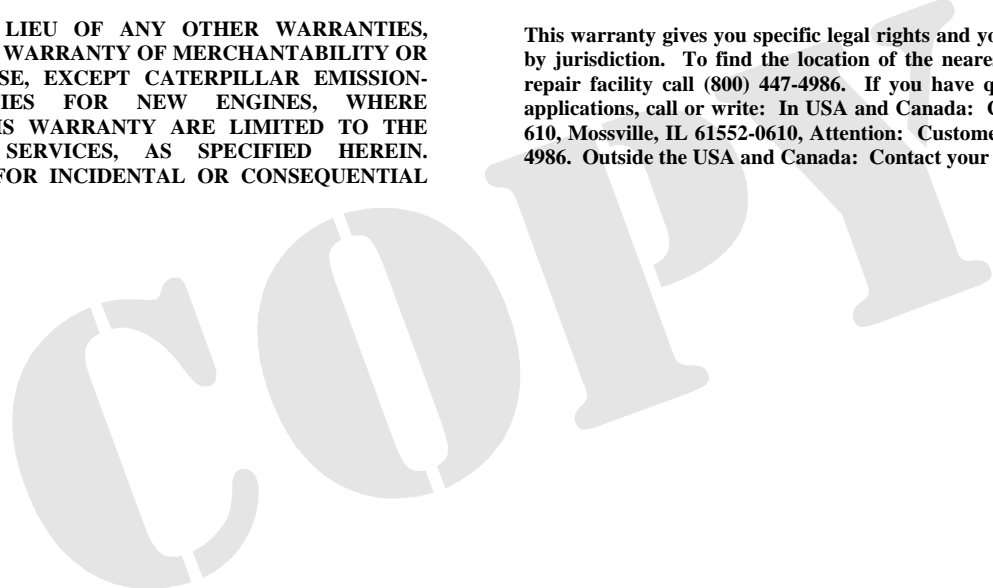 LIEU OF ANY OTHER WARRANTIES,
WARRANTY OF MERCHANTABILITY OR
SE, EXCEPT CATERPILLAR EMISSION-
IES FOR NEW ENGINES, WHERE
IS WARRANTY ARE LIMITED TO THE
SERVICES, AS SPECIFIED HEREIN.
FOR INCIDENTAL OR CONSEQUENTIAL
This warranty gives you specific legal rights and yo
by jurisdiction. To find the location of the neares
repair facility call (800) 447-4986. If you have q
applications, call or write: In USA and Canada: C
610, Mossville, IL 61552-0610, Attention: Custome
4986. Outside the USA and Canada: Contact your
COPY